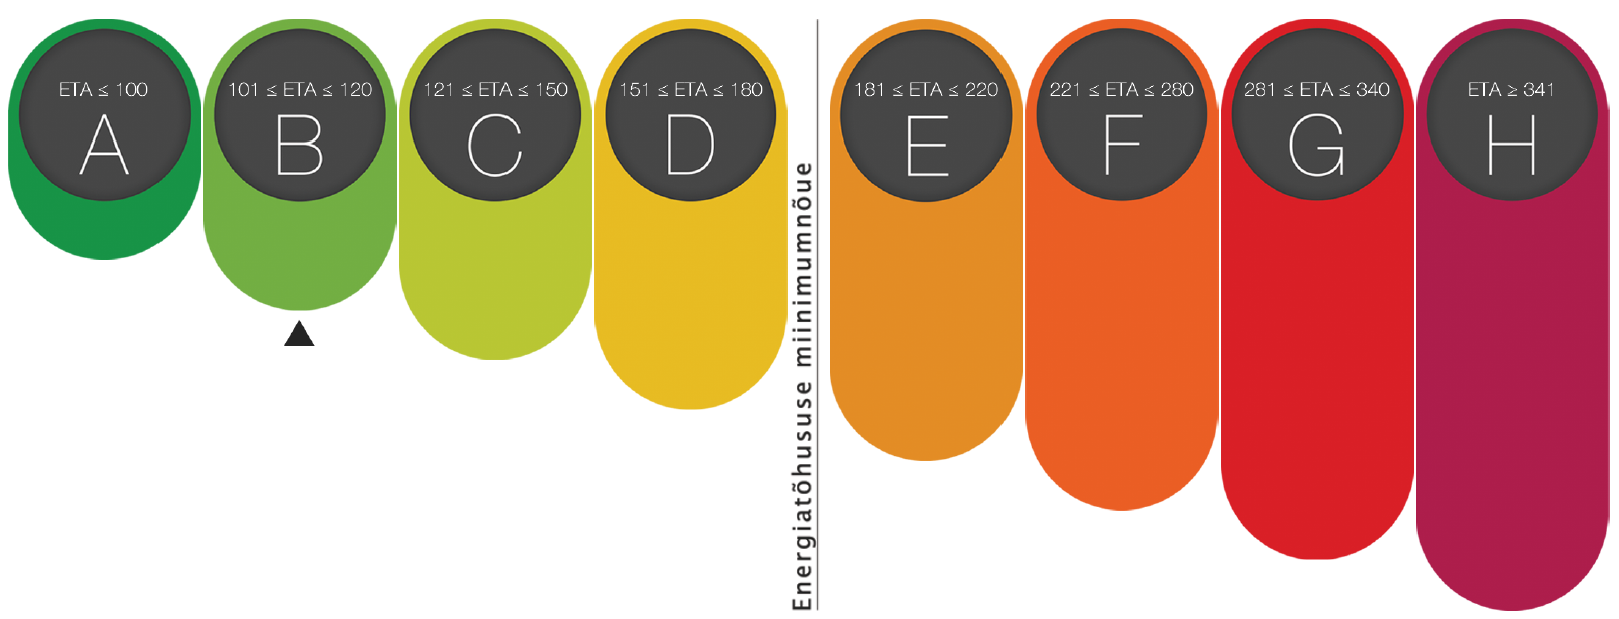 ETA ≤ 100
A
101 ≤ ETA ≤ 120
B
121 ≤ ETA ≤ 150
C
151 ≤ ETA ≤ 180
D
Energiatõhususe miinimumnõue
181 ≤ ETA ≤ 220
E
221 ≤ ETA ≤ 280
F
281 ≤ ETA ≤ 340
G
ETA ≥ 341
H